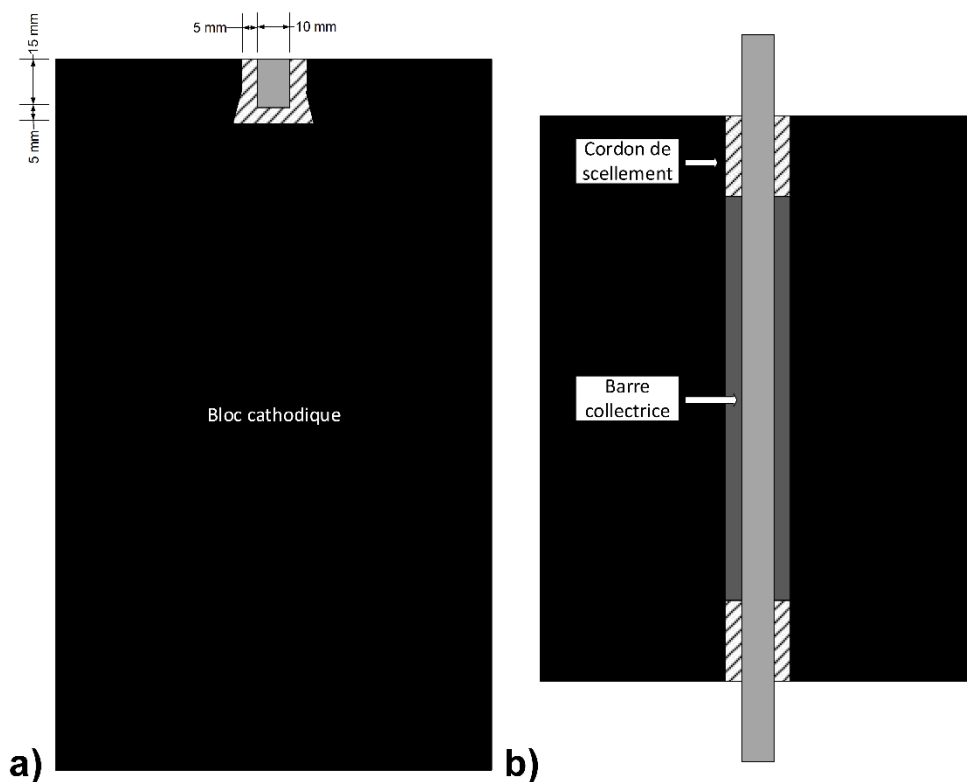 5 mm
10 mm
15 mm
5 mm
Bloc cathodique
a)
Cordon de
scellement
Barre
collectrice
b)